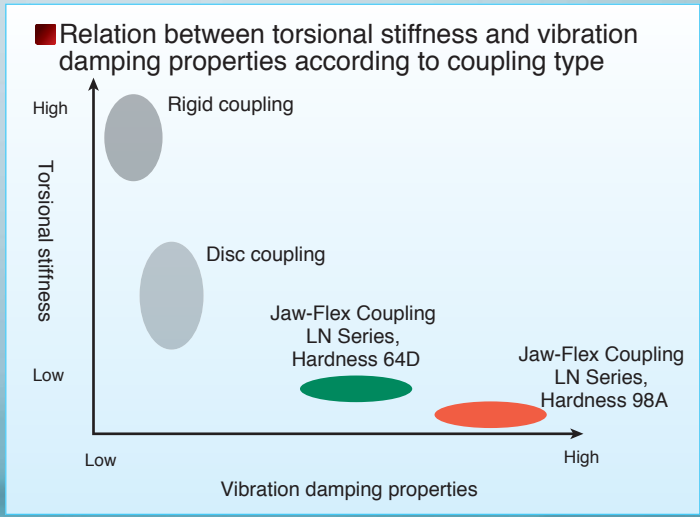 Relation between torsional stiffness and vibration
damping properties according to coupling type
High
Rigid coupling
Torsional stiffness
Disc coupling
Jaw-Flex Coupling
LN Series,
Hardness 64D
Jaw-Flex Coupling
LN Series,
Hardness 98A
Low
Low
High
Vibration damping properties